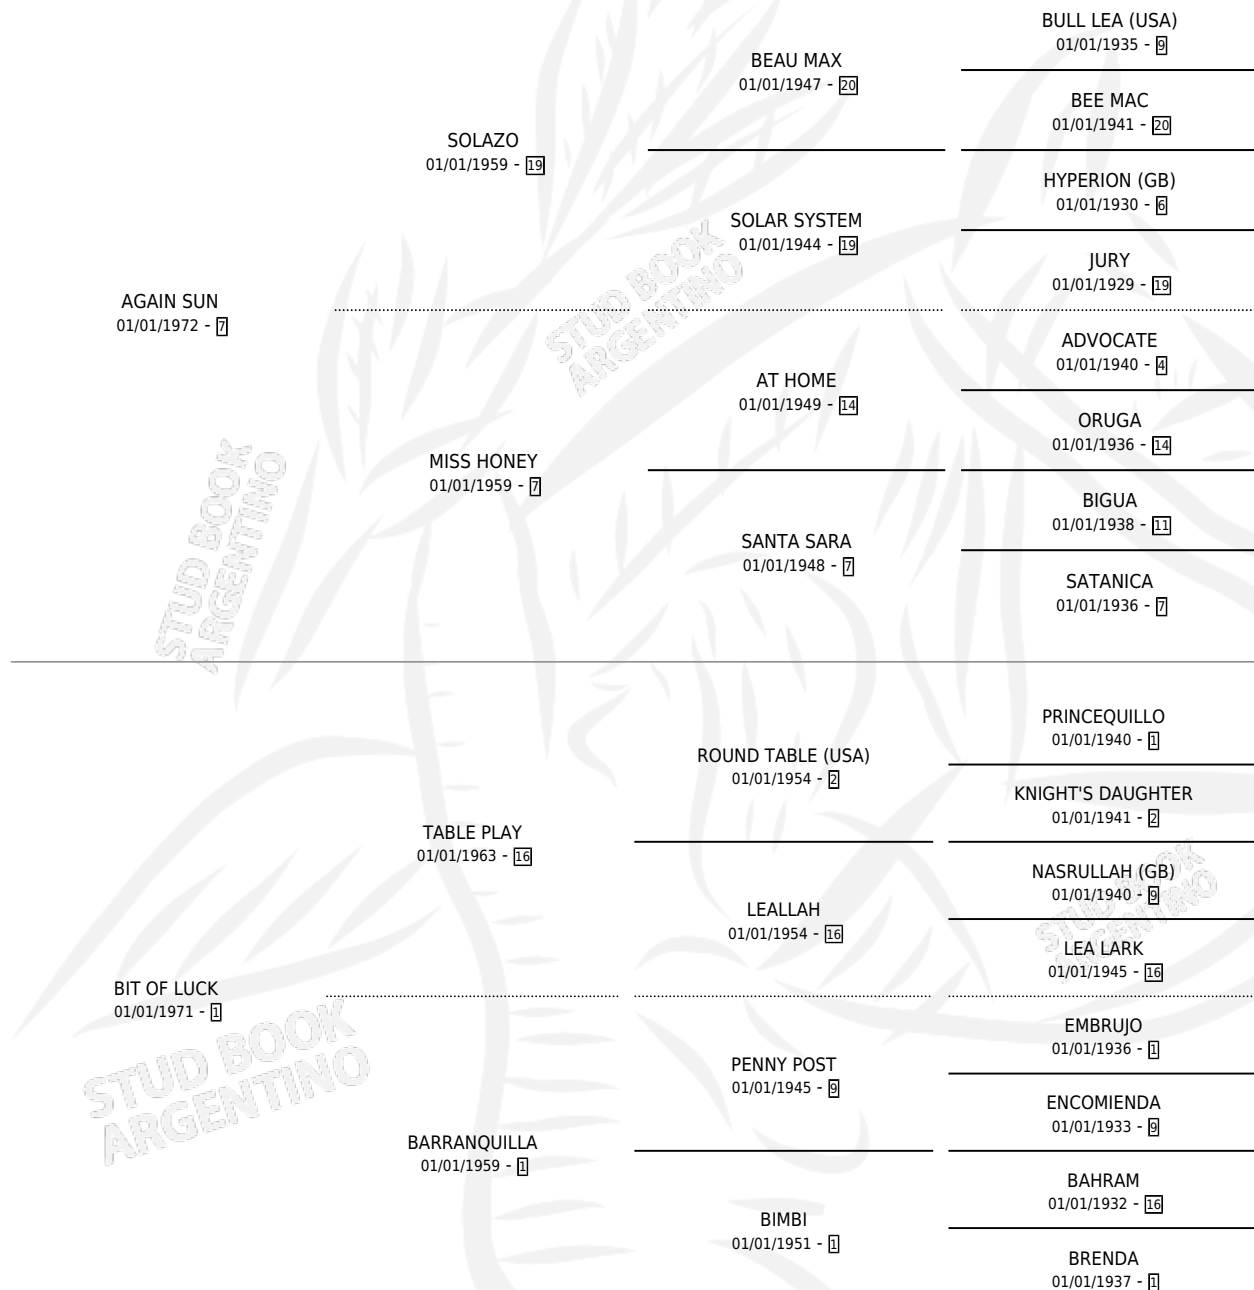 BULL LEA (USA)
01/01/1935 - 9
BEAU MAX
01/01/1947 - 20
BEE MAC
01/01/1941 - 20
SOLAZO
01/01/1959 - 19
HYPERION (GB)
01/01/1930 - 6
SOLAR SYSTEM
01/01/1944 - 19
JURY
01/01/1929 - 19
STUD BOOK
ARGENTINO
AGAIN SUN
01/01/1972 - 7
ADVOCATE
01/01/1940 - 4
AT HOME
01/01/1949 - 14
ORUGA
01/01/1936 - 14
MISS HONEY
01/01/1959 - 7
BIGUA
01/01/1938 - 11
SANTA SARA
01/01/1948 - 7
SATANICA
01/01/1936 - 7
STUD BOOK
ARGENTINO
PRINCEQUILLO
01/01/1940 - 1
ROUND TABLE (USA)
01/01/1954 - 2
KNIGHT'S DAUGHTER
01/01/1941 - 2
TABLE PLAY
01/01/1963 - 16
NASRULLAH (GB)
01/01/1940 - 9
LEALLAH
01/01/1954 - 16
LEA LARK
01/01/1945 - 16
STUD BOOK
ARGENTINO
BIT OF LUCK
01/01/1971 - 1
EMBRUJO
01/01/1936 - 1
PENNY POST
01/01/1945 - 9
ENCOMIENDA
01/01/1933 - 9
STUD BOOK
ARGENTINO
BARRANQUILLA
01/01/1959 - 1
BAHRAM
01/01/1932 - 16
BIMBI
01/01/1951 - 1
BRENDA
01/01/1937 - 1